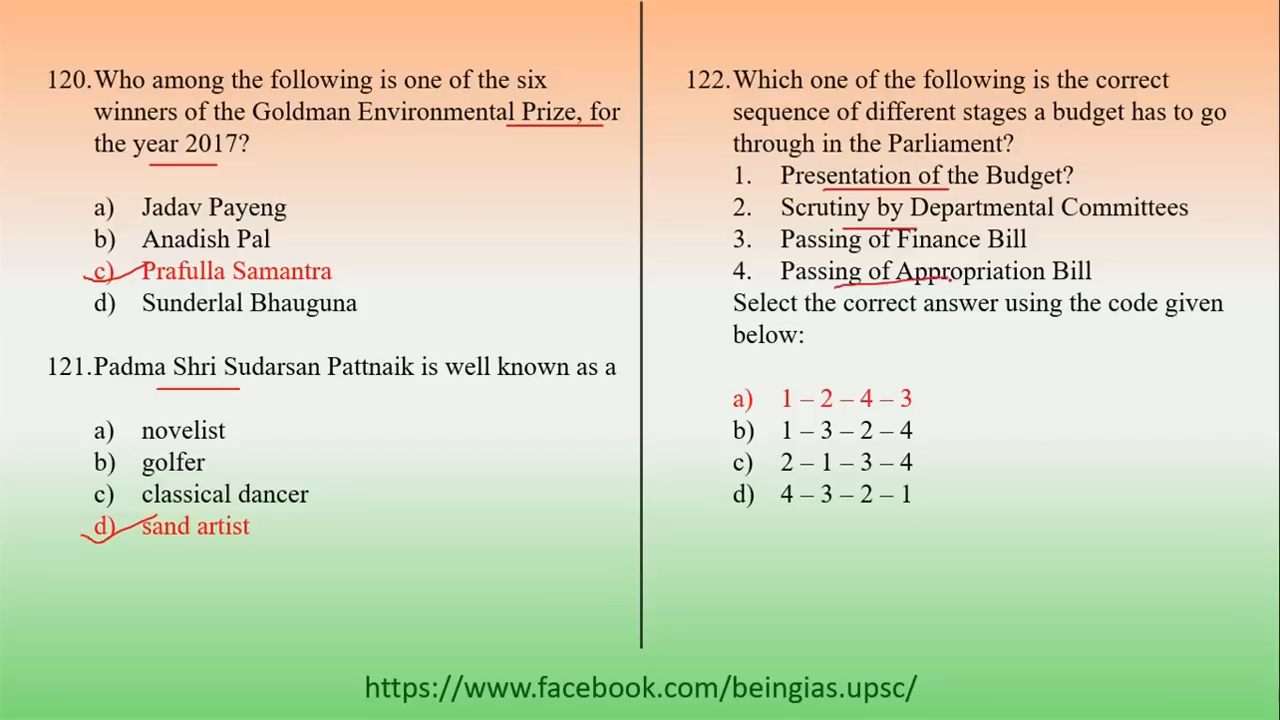 120.Who among the following is one of the six
winners of the Goldman Environmental Prize, for
the year 2017?
a) Jadav Payeng
b) Anadish Pal
c) Prafulla Samantra
d) Sunderlal Bhauguna
121.Padma Shri Sudarsan Pattnaik is well known as a
a) novelist
b) golfer
c) classical dancer
d) sand artist
122.Which one of the following is the correct
sequence of different stages a budget has to go
through in the Parliament?
1. Presentation of the Budget?
2. Scrutiny by Departmental Committees
3. Passing of Finance Bill
4. Passing of Appropriation Bill
Select the correct answer using the code given
below:
a) 1 – 2 – 4 – 3
b) 1 – 3 – 2 – 4
c) 2 – 1 – 3 – 4
d) 4 – 3 – 2 – 1
https://www.facebook.com/beingias.upsc/